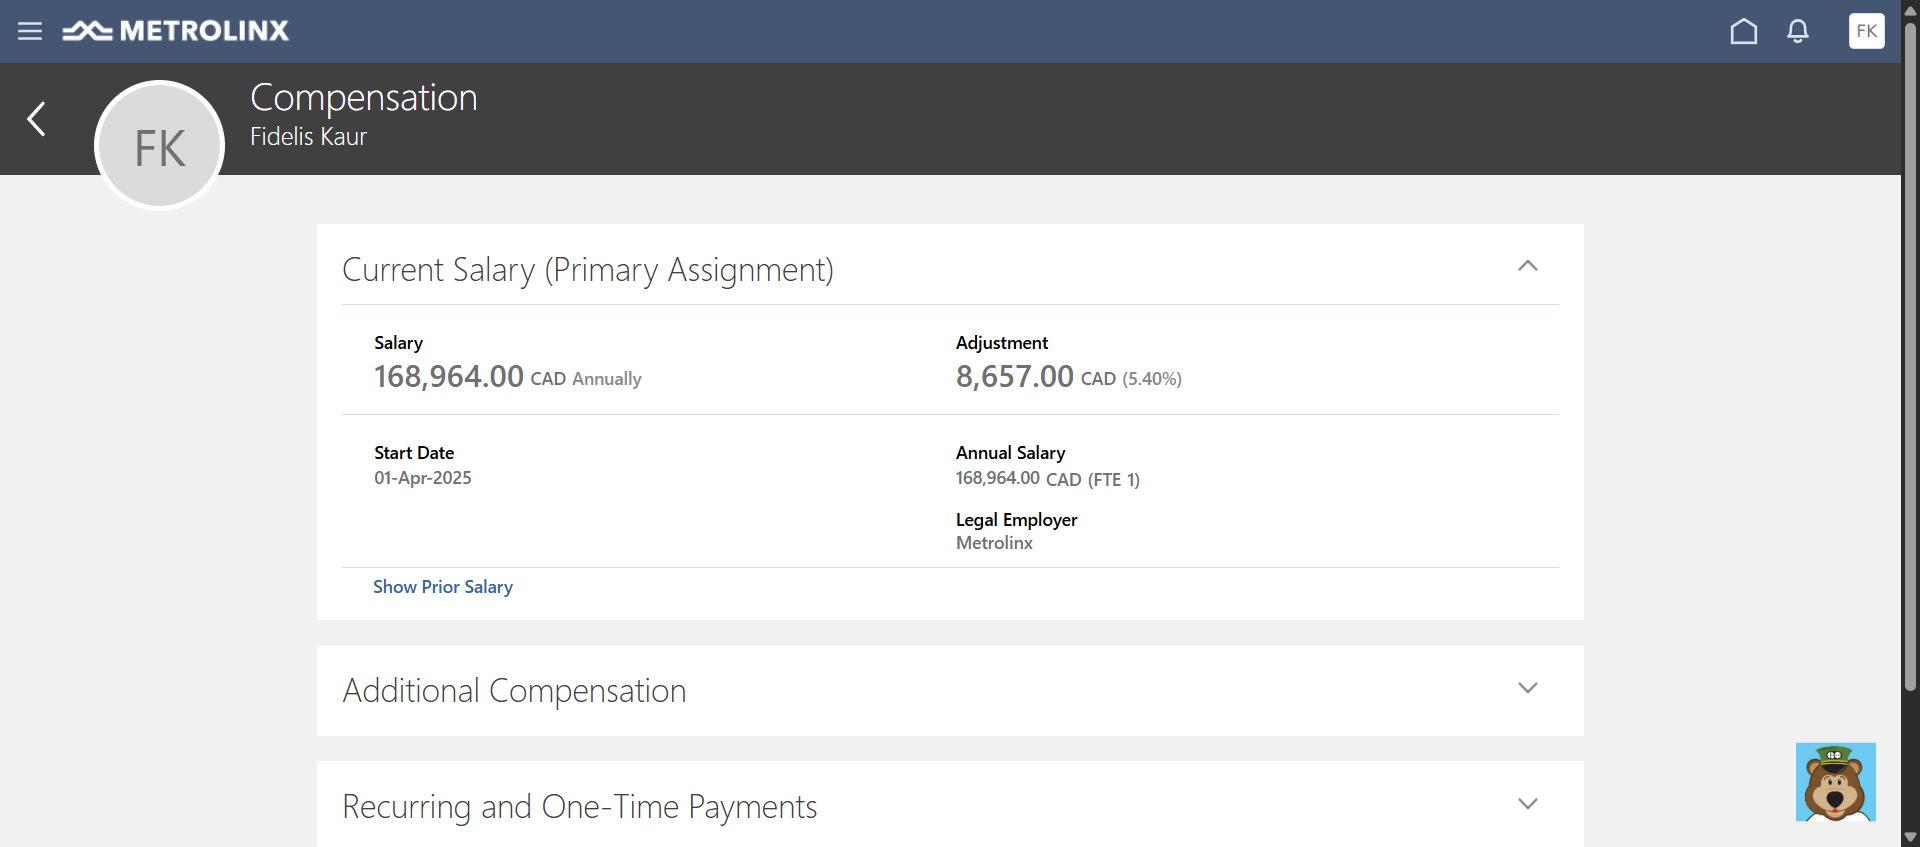 METROLINX
FK
Compensation
Fidelis Kaur
FK
Current Salary (Primary Assignment)
Salary
168,964.00 CAD Annually
Adjustment
8,657.00 CAD (5.40%)
Start Date
01-Apr-2025
Annual Salary
168,964.00 CAD (FTE 1)
Legal Employer
Metrolinx
Show Prior Salary
Additional Compensation
Recurring and One-Time Payments
GO